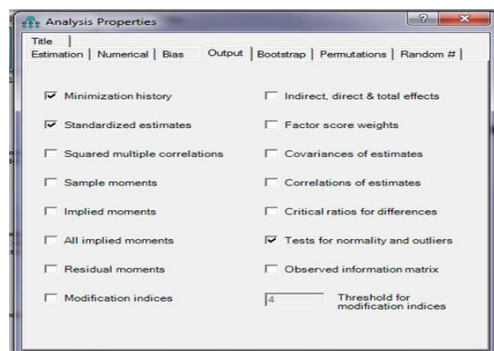 Analysis Properties
Title
Estimation Numerical Bias Output Bootstrap Permutations Random #
Minimization history
Indirect, direct & total effects
Standardized estimates
Factor score weights
Squared multiple correlations
Covariances of estimates
Sample moments
Correlations of estimates
Implied moments
Critical ratios for differences
All implied moments
Tests for normality and outliers
Residual moments
Observed information matrix
Modification indices
4
Threshold for
modification indices